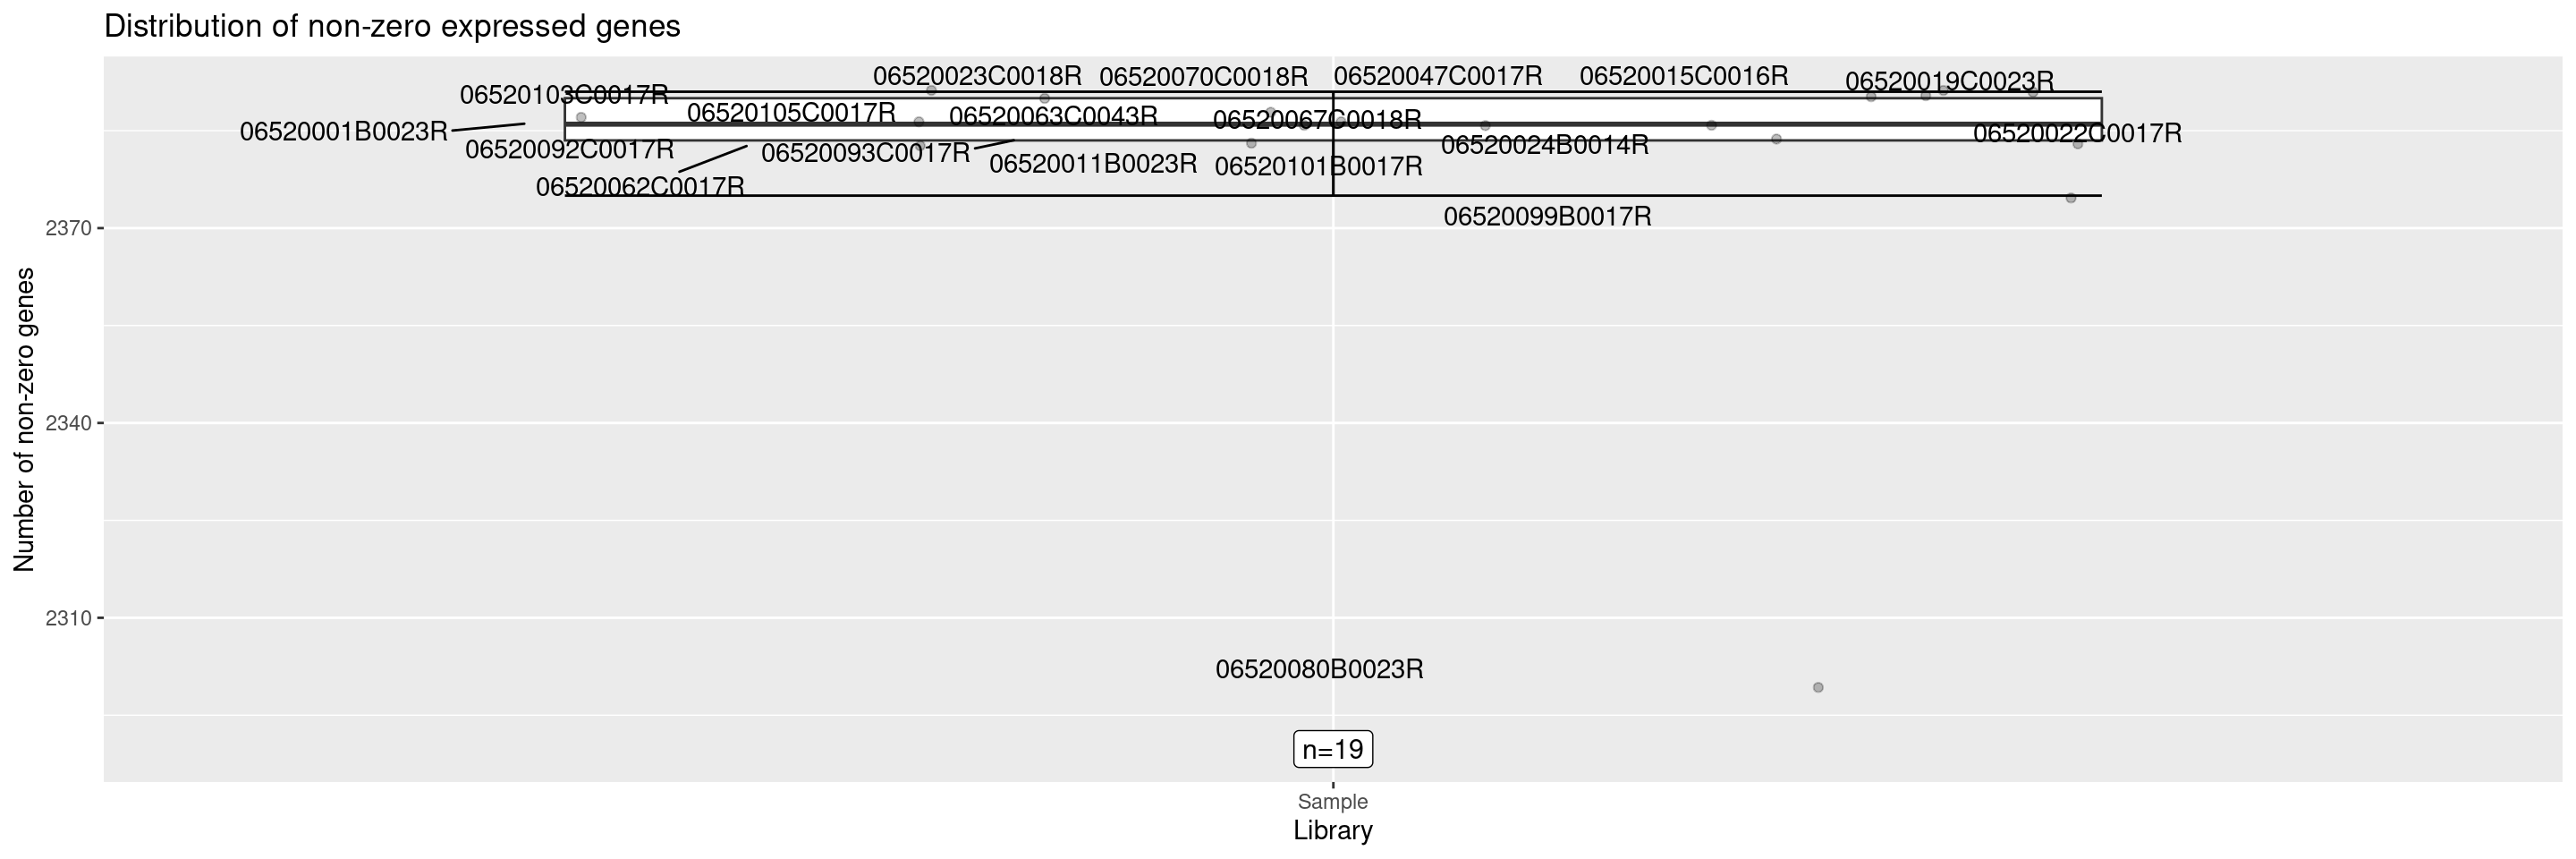 Distribution of non-zero expressed genes
06520023C0018R
06520070C0018R
06520047C0017R
06520015C0016R
06520019C0023R
06520103C0017R
06520105C0017R
06520063C0043R
06520067C0018R
06520001B0023R
06520022C0017R
06520092C0017R
06520093C0017R
06520024B0014R
06520011B0023R
06520101B0017R
06520062C0017R
06520099B0017R
2370
2340
2310
Number of non-zero genes
06520080B0023R
n=19
Sample
Library